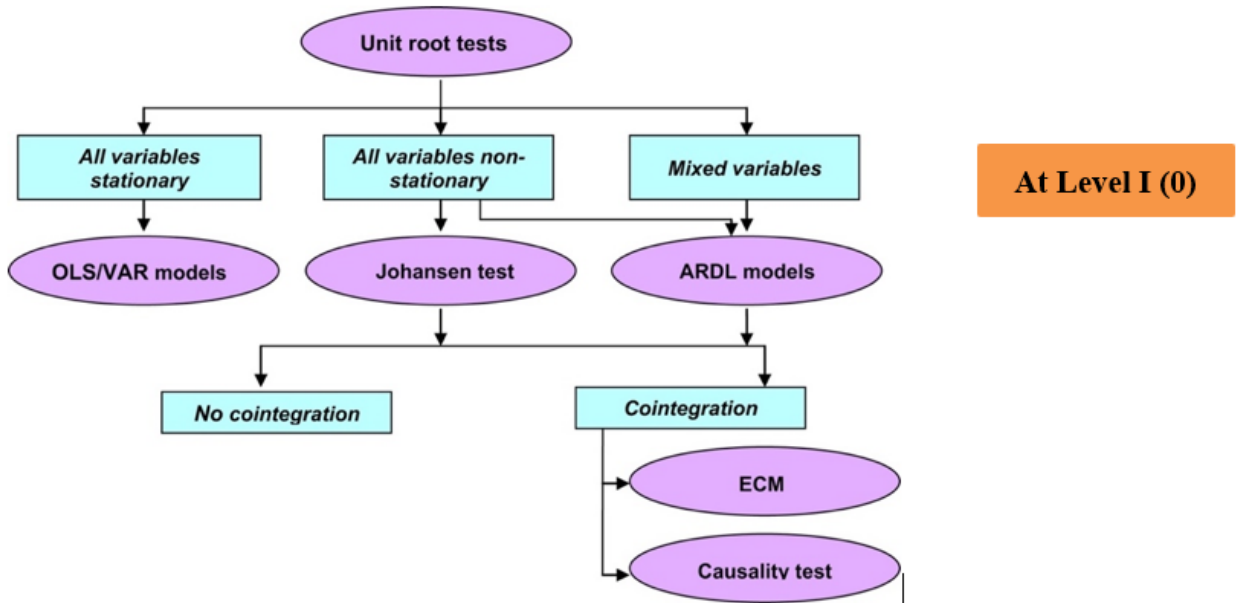 Unit root tests
All variables
stationary
All variables non-
stationary
Mixed variables
At Level I (0)
OLS/VAR models
Johansen test
ARDL models
No cointegration
Cointegration
ECM
Causality test